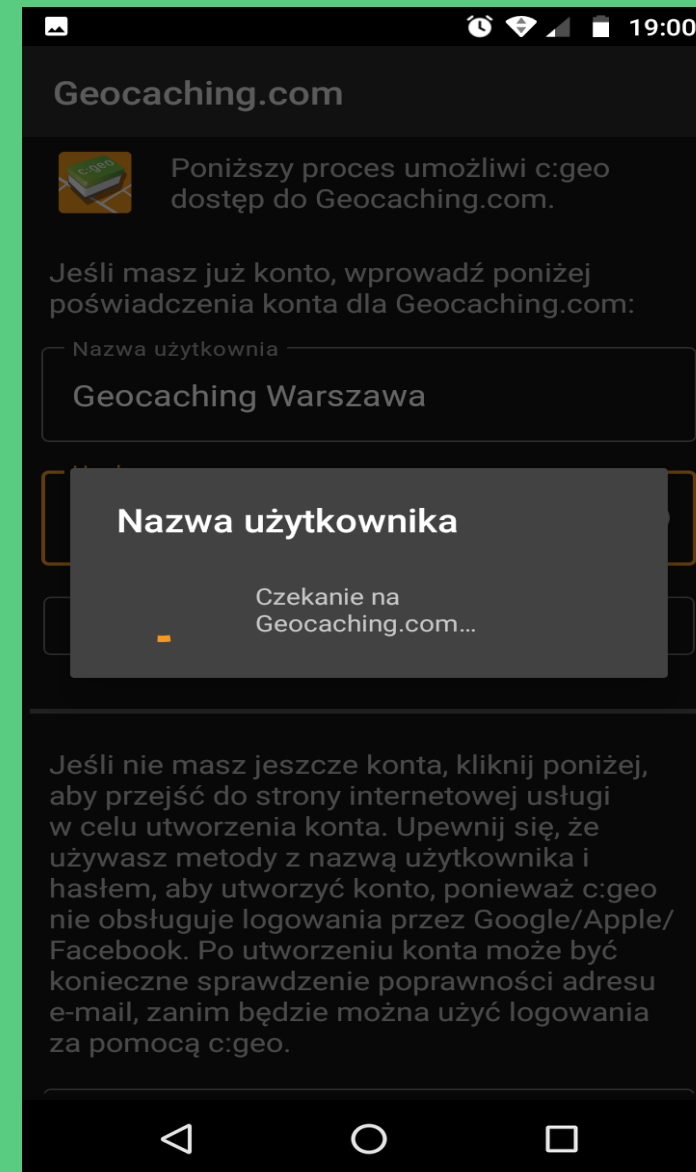 19:00
Geocaching.com
c:geo
Poniższy proces umożliwi c:geo
dostęp do Geocaching.com.
Jeśli masz już konto, wprowadź poniżej
poświadczenia konta dla Geocaching.com:
Nazwa użytkownia
Geocaching Warszawa
Nazwa użytkownika
Czekanie na
Geocaching.com...
Jeśli nie masz jeszcze konta, kliknij poniżej,
aby przejść do strony internetowej usługi
w celu utworzenia konta. Upewnij się, że
używasz metody z nazwą użytkownika i
hasłem, aby utworzyć konto, ponieważ c:geo
nie obsługuje logowania przez Google/Apple/
Facebook. Po utworzeniu konta może być
konieczne sprawdzenie poprawności adresu
e-mail, zanim będzie można użyć logowania
za pomocą c:geo.